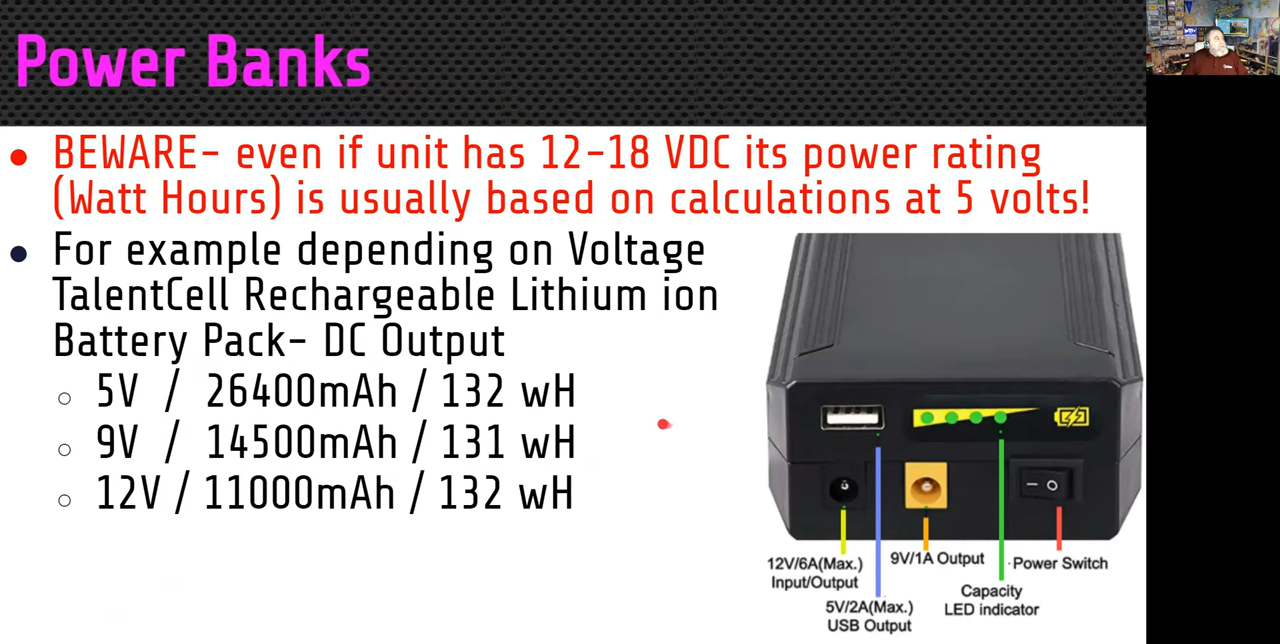 Power Banks
BEWARE- even if unit has 12-18 VDC its power rating
(Watt Hours) is usually based on calculations at 5 volts!
For example depending on Voltage
TalentCell Rechargeable Lithium ion
Battery Pack- DC Output
5V / 26400mAh / 132 wH
9V / 14500mAh / 131 wH
12V / 11000mAh / 132 wH
12V/6A(Max.)
Input/Output
9V/1A Output
Power Switch
Capacity
LED indicator
5V/2A(Max.)
USB Output